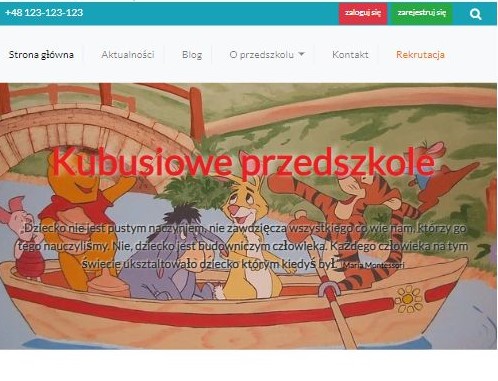 +48 123-123-123 zaloguj się zarejestruj się
Strona główna Aktualności Blog O przedszkolu Kontakt Rekrutacja
Kubusiowe przedszkole
Dziecko nie jest pustym naczyniem, nie zawdzięcza wszystkiego co wie nam, którzy go
tego nauczyliśmy. Nie, dziecko jest budowniczym człowieka. Każdego człowieka na tym
świecie ukształtowało dziecko którym kiedyś był. (Maria Montessori)